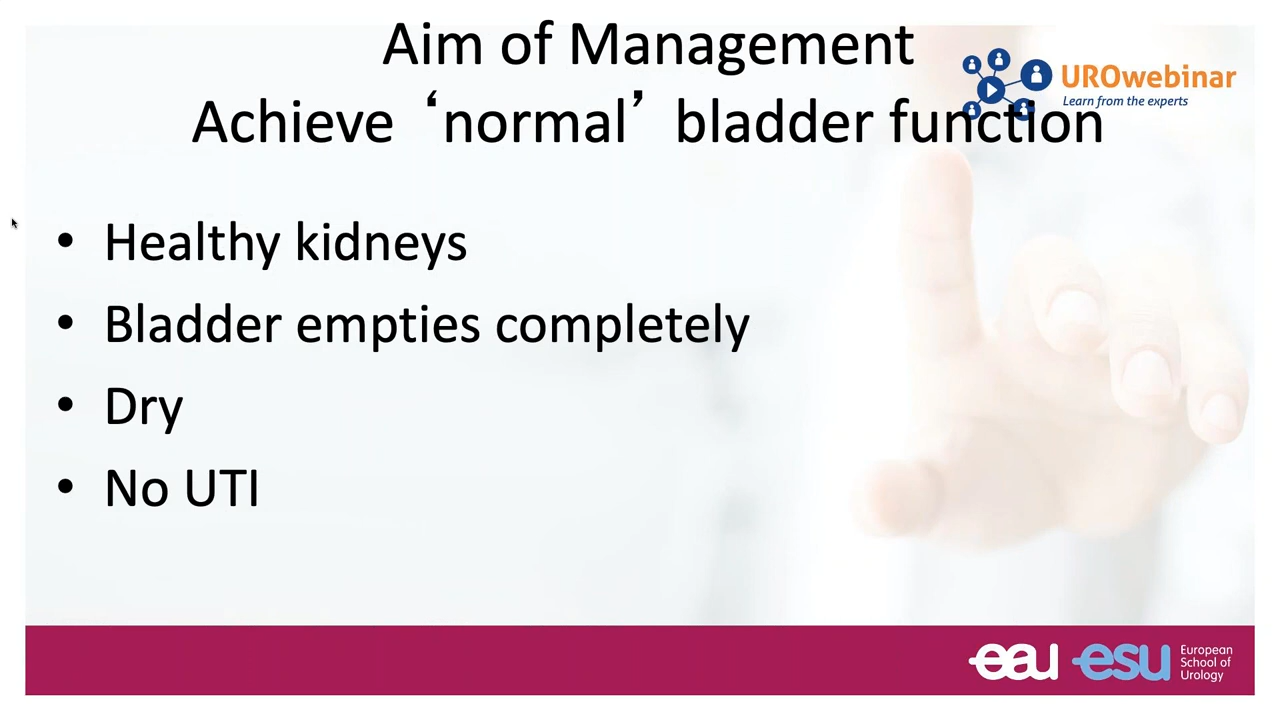 Aim of Management
Achieve ‘normal’ bladder function
UROwebinar
Learn from the experts
• Healthy kidneys
• Bladder empties completely
• Dry
• No UTI
eau esu
European
School of
Urology